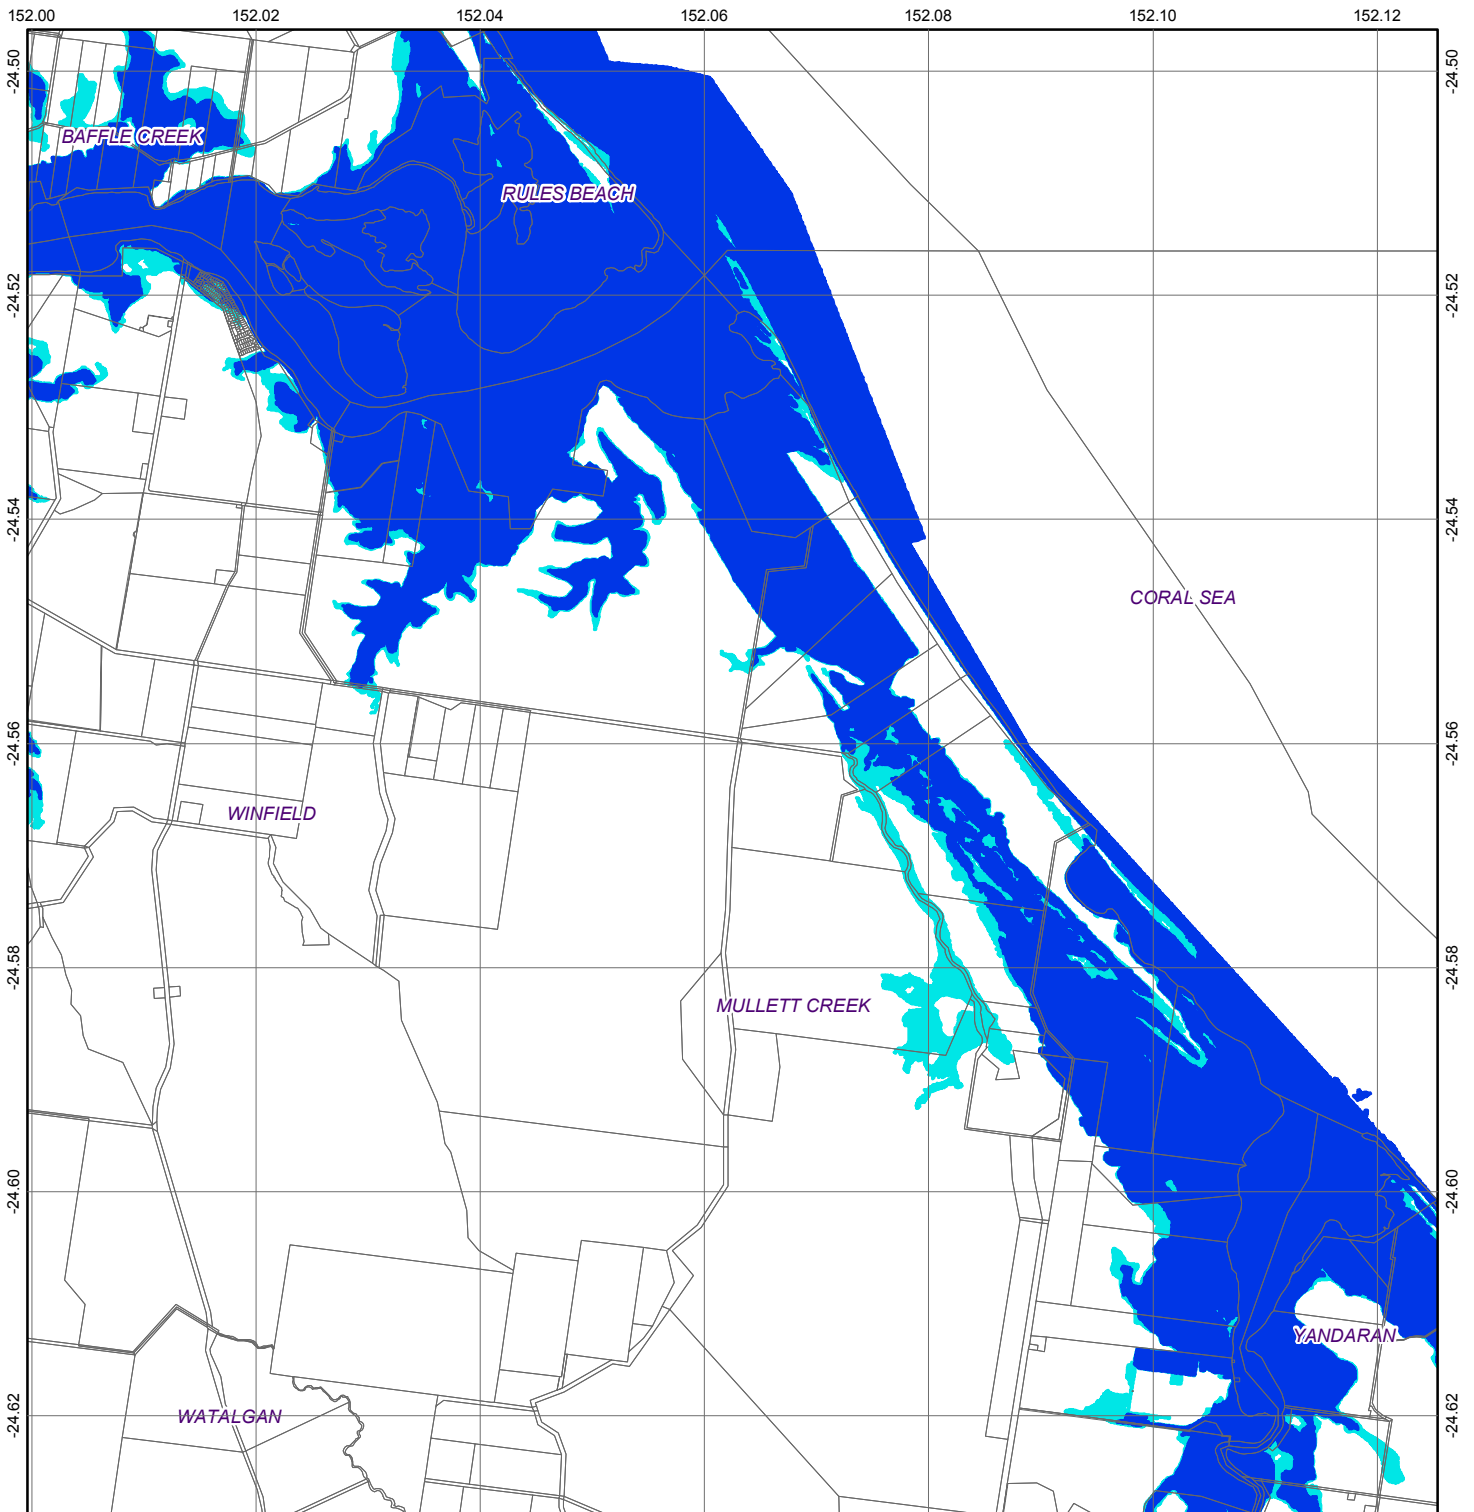 152.00 152.02 152.04 152.06 152.08 152.10 152.12
-24.50 -24.50
BAFFLE CREEK
RULES BEACH
-24.52 -24.52
-24.54 -24.54
CORAL SEA
-24.56 -24.56
WINFIELD
-24.58 -24.58
MULLETT CREEK
-24.60 -24.60
YANDARAN
WATALGAN
-24.62 -24.62